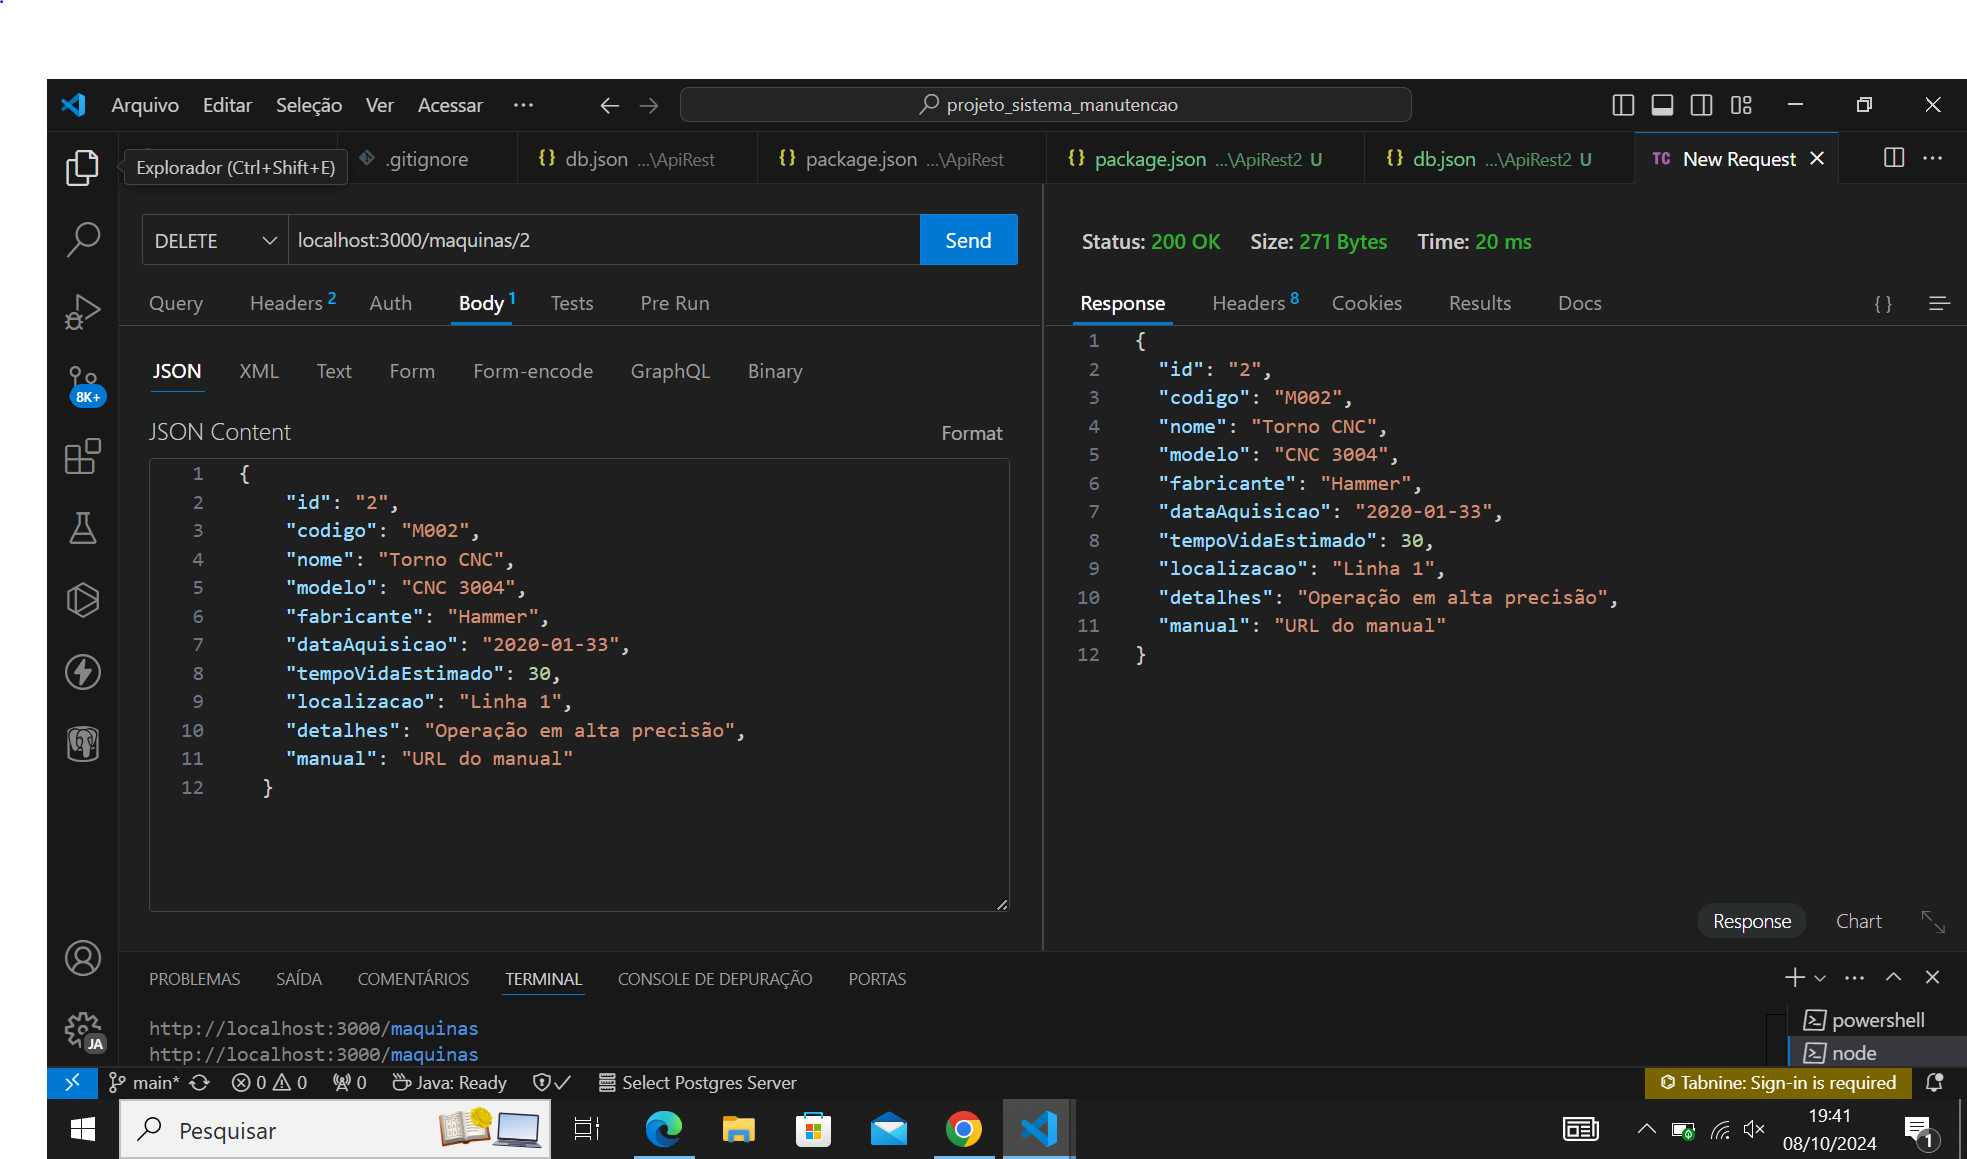 Arquivo Editar Seleção Ver Acessar ··· projeto_sistema_manutencao
Explorador (Ctrl+Shift+E) .gitignore {} db.json ...\ApiRest {} package.json ...\ApiRest {} package.json ...\ApiRest2 U {} db.json ...\ApiRest2 U TC New Request
DELETE localhost:3000/maquinas/2 Send
Status: 200 OK Size: 271 Bytes Time: 20 ms
Query Headers 2 Auth Body 1 Tests Pre Run
Response Headers 8 Cookies Results Docs {}
JSON XML Text Form Form-encode GraphQL Binary
JSON Content Format
1 {
2 "id": "2",
3 "codigo": "M002",
4 "nome": "Torno CNC",
5 "modelo": "CNC 3004",
6 "fabricante": "Hammer",
7 "dataAquisicao": "2020-01-33",
8 "tempoVidaEstimado": 30,
9 "localizacao": "Linha 1",
10 "detalhes": "Operação em alta precisão",
11 "manual": "URL do manual"
12 }
1 {
2 "id": "2",
3 "codigo": "M002",
4 "nome": "Torno CNC",
5 "modelo": "CNC 3004",
6 "fabricante": "Hammer",
7 "dataAquisicao": "2020-01-33",
8 "tempoVidaEstimado": 30,
9 "localizacao": "Linha 1",
10 "detalhes": "Operação em alta precisão",
11 "manual": "URL do manual"
12 }
8K+
Response Chart
PROBLEMAS SAÍDA COMENTÁRIOS TERMINAL CONSOLE DE DEPURAÇÃO PORTAS
http://localhost:3000/maquinas
http://localhost:3000/maquinas
powershell
node
JA
main* 0 0 0 Java: Ready Select Postgres Server Tabnine: Sign-in is required
Pesquisar
19:41
08/10/2024
1